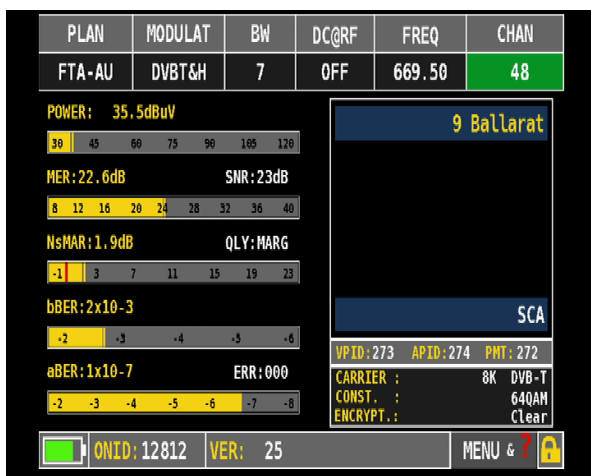 PLAN MODULAT BW DC@RF FREQ CHAN
FTA-AU DVBT&H 7 OFF 669.50 48
POWER: 35.5dBuV
30 45 60 75 90 105 120
MER:22.6dB SNR:23dB
8 12 16 20 24 28 32 36 40
NsMAR:1.9dB QLY:MARG
-1 3 7 11 15 19 23
bBER:2x10-3
-2 -3 -4 -5 -6
aBER:1x10-7 ERR:000
-2 -3 -4 -5 -6 -7 -8
9 Ballarat
SCA
VPID:273 APID:274 PMT:272
CARRIER : 8K DVB-T
CONST. : 64QAM
ENCRYPT.: Clear
ONID:12812 VER: 25 MENU & ?